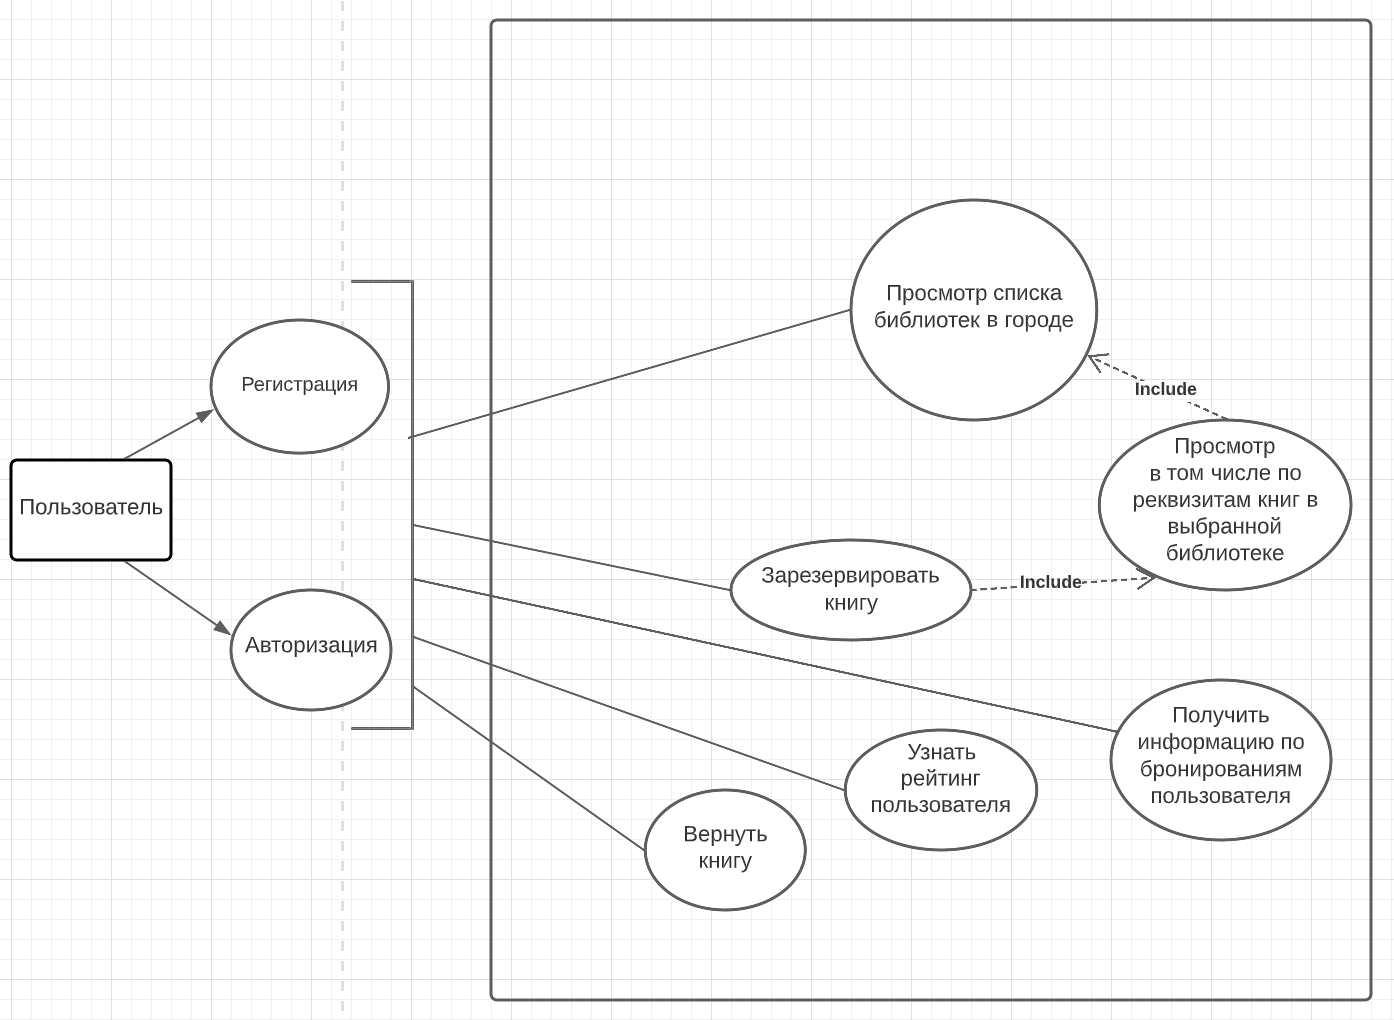 Просмотр списка
библиотек в городе
Регистрация
Include
Пользователь
Просмотр
в том числе по
реквизитам книг в
выбранной
библиотеке
Зарезервировать
книгу
Include
Авторизация
Получить
информацию по
бронированиям
пользователя
Узнать
рейтинг
пользователя
Вернуть
книгу